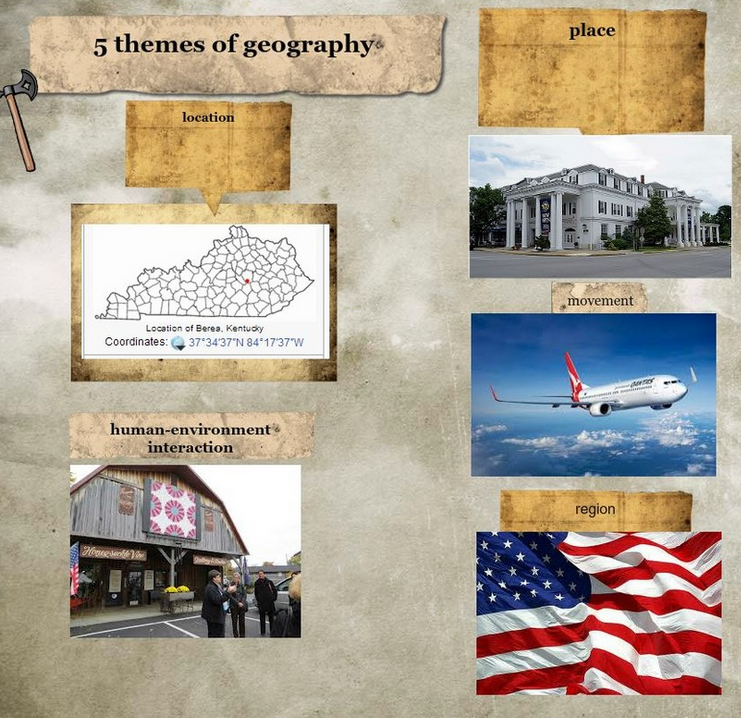 5 themes of geography
place
location
Location of Berea, Kentucky
Coordinates: 37°34'37"N 84°17'37"W
movement
QANTAS
human-environment
interaction
Honeysuckle Vine
region